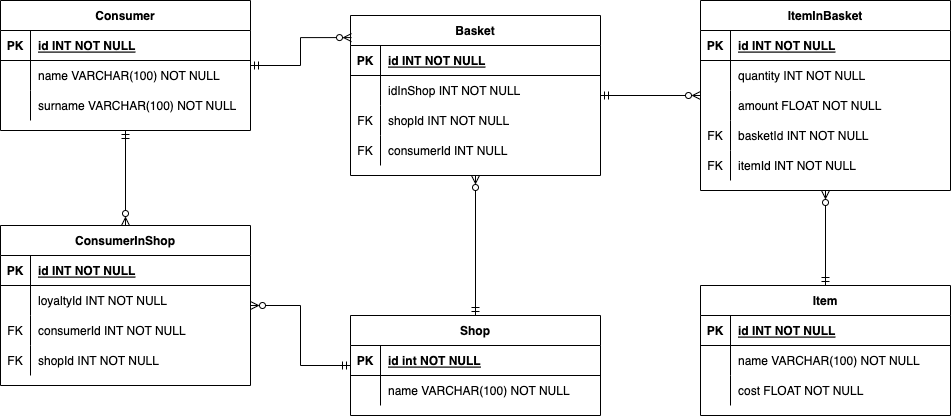 Consumer
PK id INT NOT NULL
name VARCHAR(100) NOT NULL
surname VARCHAR(100) NOT NULL
Basket
PK id INT NOT NULL
idInShop INT NOT NULL
FK shopId INT NOT NULL
FK consumerId INT NULL
ItemInBasket
PK id INT NOT NULL
quantity INT NOT NULL
amount FLOAT NOT NULL
FK basketId INT NOT NULL
FK itemId INT NOT NULL
ConsumerInShop
PK id INT NOT NULL
loyaltyId INT NOT NULL
FK consumerId INT NOT NULL
FK shopId INT NOT NULL
Shop
PK id int NOT NULL
name VARCHAR(100) NOT NULL
Item
PK id INT NOT NULL
name VARCHAR(100) NOT NULL
cost FLOAT NOT NULL